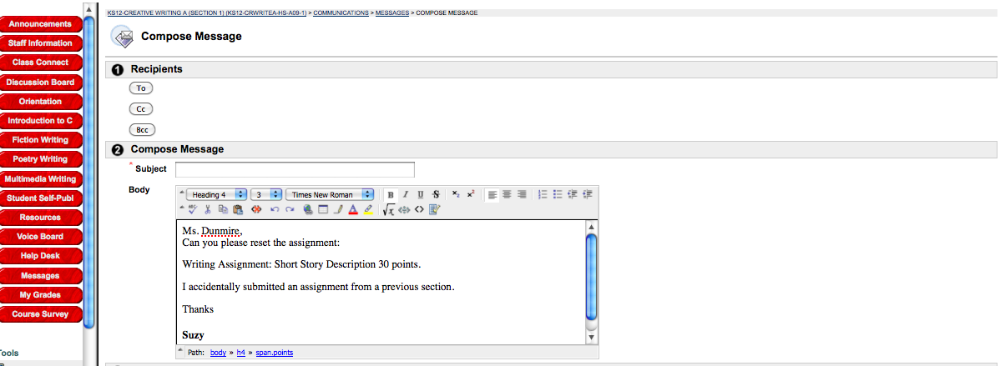 KS12-CREATIVE WRITING A (SECTION 1) (KS12-CRWRITEA-HS-A09-1) > COMMUNICATIONS > MESSAGES > COMPOSE MESSAGE
Compose Message
Announcements
Staff Information
Class Connect
Discussion Board
Orientation
Introduction to C
Fiction Writing
Poetry Writing
Multimedia Writing
Student Self-Publ
Resources
Voice Board
Help Desk
Messages
My Grades
Course Survey
Tools
1 Recipients
To
Cc
Bcc
2 Compose Message
* Subject
Body
Heading 4 3 Times New Roman B I U S x2 x2
ABC
Ms. Dunmire,
Can you please reset the assignment:
Writing Assignment: Short Story Description 30 points.
I accidentally submitted an assignment from a previous section.
Thanks
Suzy
Path: body » h4 » span.points